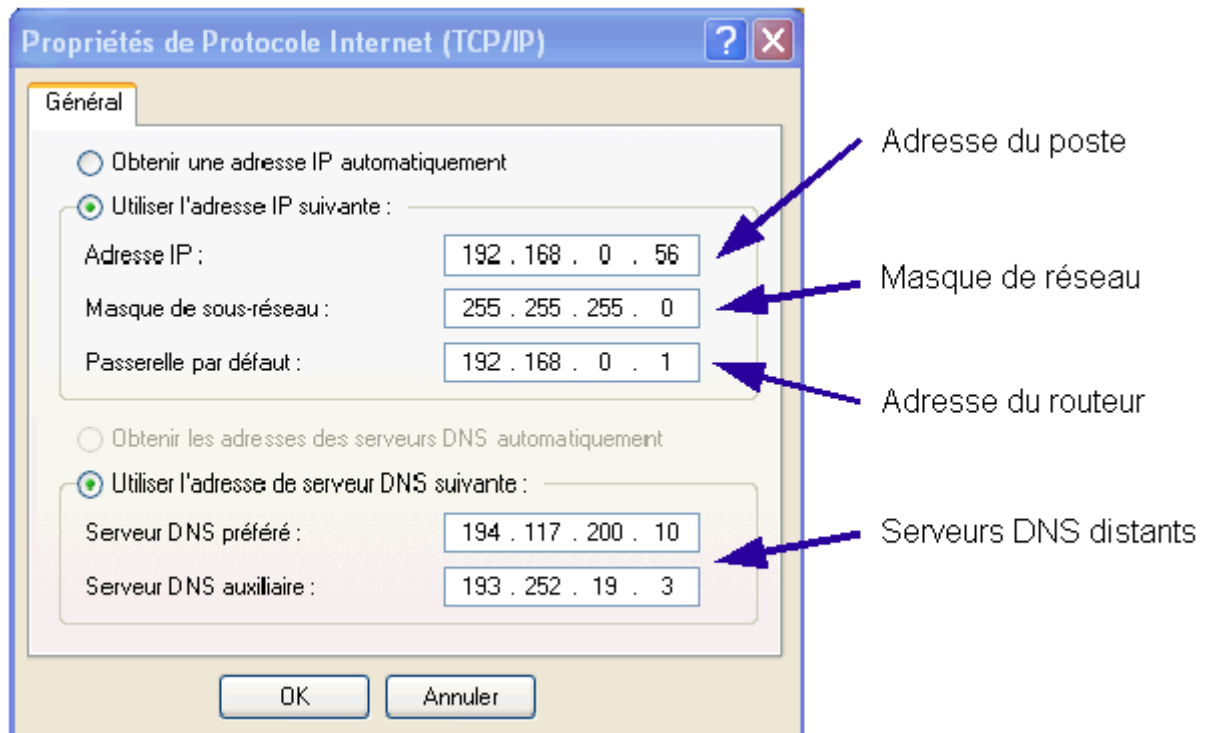 Propriétés de Protocole Internet (TCP/IP)
Général
Obtenir une adresse IP automatiquement
Utiliser l'adresse IP suivante :
Adresse IP :
192 . 168 . 0 . 56
Masque de sous-réseau :
255 . 255 . 255 . 0
Passerelle par défaut :
192 . 168 . 0 . 1
Obtenir les adresses des serveurs DNS automatiquement
Utiliser l'adresse de serveur DNS suivante :
Serveur DNS préféré :
194 . 117 . 200 . 10
Serveur DNS auxiliaire :
193 . 252 . 19 . 3
OK
Annuler
Adresse du poste
Masque de réseau
Adresse du routeur
Serveurs DNS distants